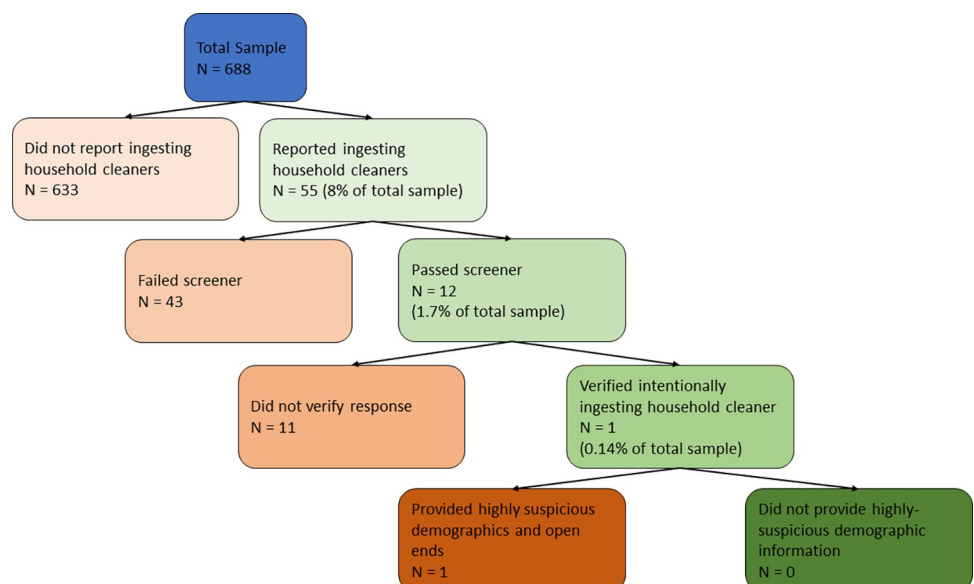 Total Sample
N = 688
Did not report ingesting
household cleaners
N = 633
Reported ingesting
household cleaners
N = 55 (8% of total sample)
Failed screener
N = 43
Passed screener
N = 12
(1.7% of total sample)
Did not verify response
N = 11
Verified intentionally
ingesting household cleaner
N = 1
(0.14% of total sample)
Provided highly suspicious
demographics and open
ends
N = 1
Did not provide highly-
suspicious demographic
information
N = 0